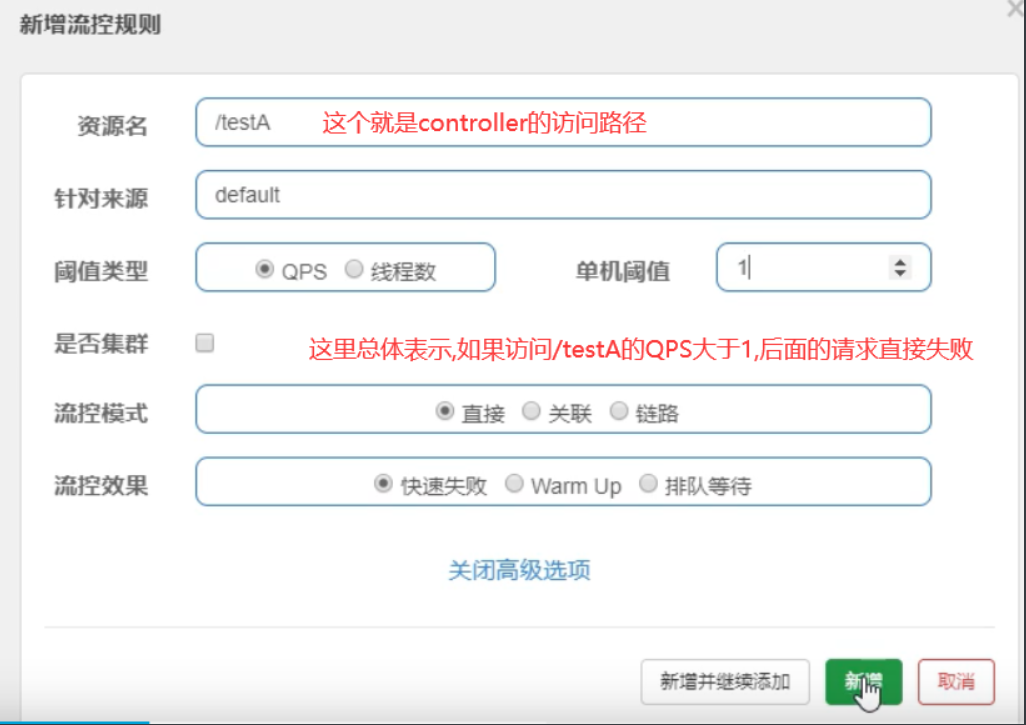 新增流控规则
资源名 /testA 这个就是controller的访问路径
针对来源 default
阈值类型 QPS 线程数 单机阈值 1
是否集群 这里总体表示,如果访问/testA的QPS大于1,后面的请求直接失败
流控模式 直接 关联 链路
流控效果 快速失败 Warm Up 排队等待
关闭高级选项
新增并继续添加 新增 取消